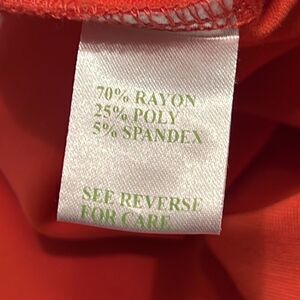 70% RAYON
25% POLY
5% SPANDEX
SEE REVERSE
FOR CARE